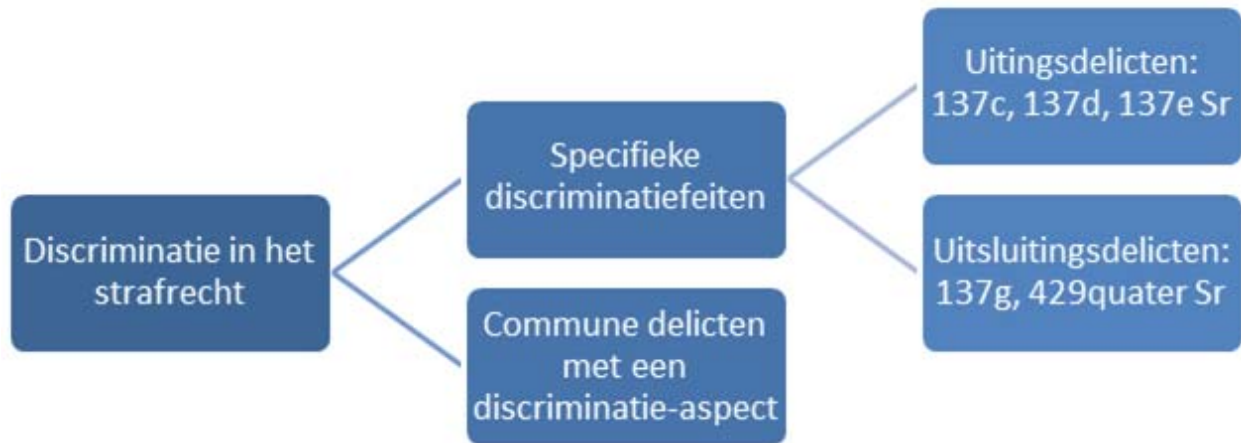 Discriminatie in het
strafrecht
Specifieke
discriminatiefeiten
Commune delicten
met een
discriminatie-aspect
Uitingsdelicten:
137c, 137d, 137e Sr
Uitsluitingsdelicten:
137g, 429quater Sr